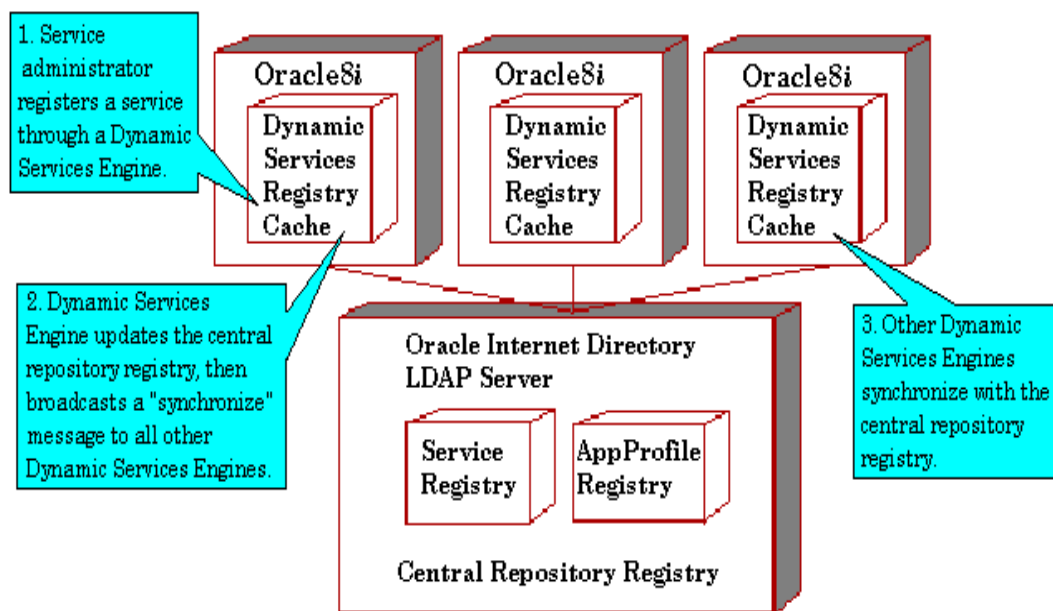 1. Service
administrator
registers a service
through a Dynamic
Services Engine.
Oracle8i
Dynamic
Services
Registry
Cache
Oracle8i
Dynamic
Services
Registry
Cache
Oracle8i
Dynamic
Services
Registry
Cache
2. Dynamic Services
Engine updates the central
repository registry, then
broadcasts a "synchronize"
message to all other
Dynamic Services Engines.
3. Other Dynamic
Services Engines
synchronize with the
central repository
registry.
Oracle Internet Directory
LDAP Server
Service
Registry
AppProfile
Registry
Central Repository Registry